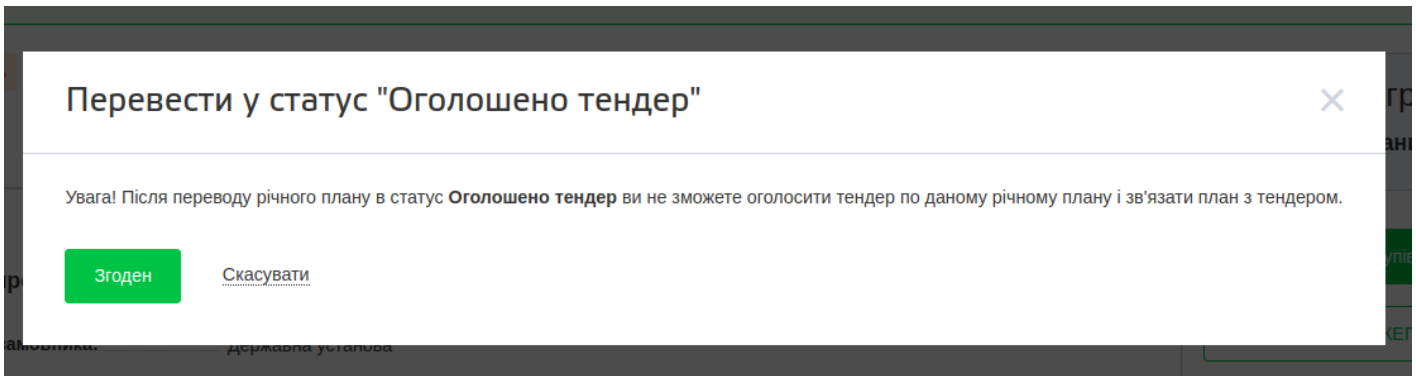 Перевести у статус "Оголошено тендер"
Увага! Після переводу річного плану в статус Оголошено тендер ви не зможете оголосити тендер по даному річному плану і зв'язати план з тендером.
Згоден Скасувати
Державна установа